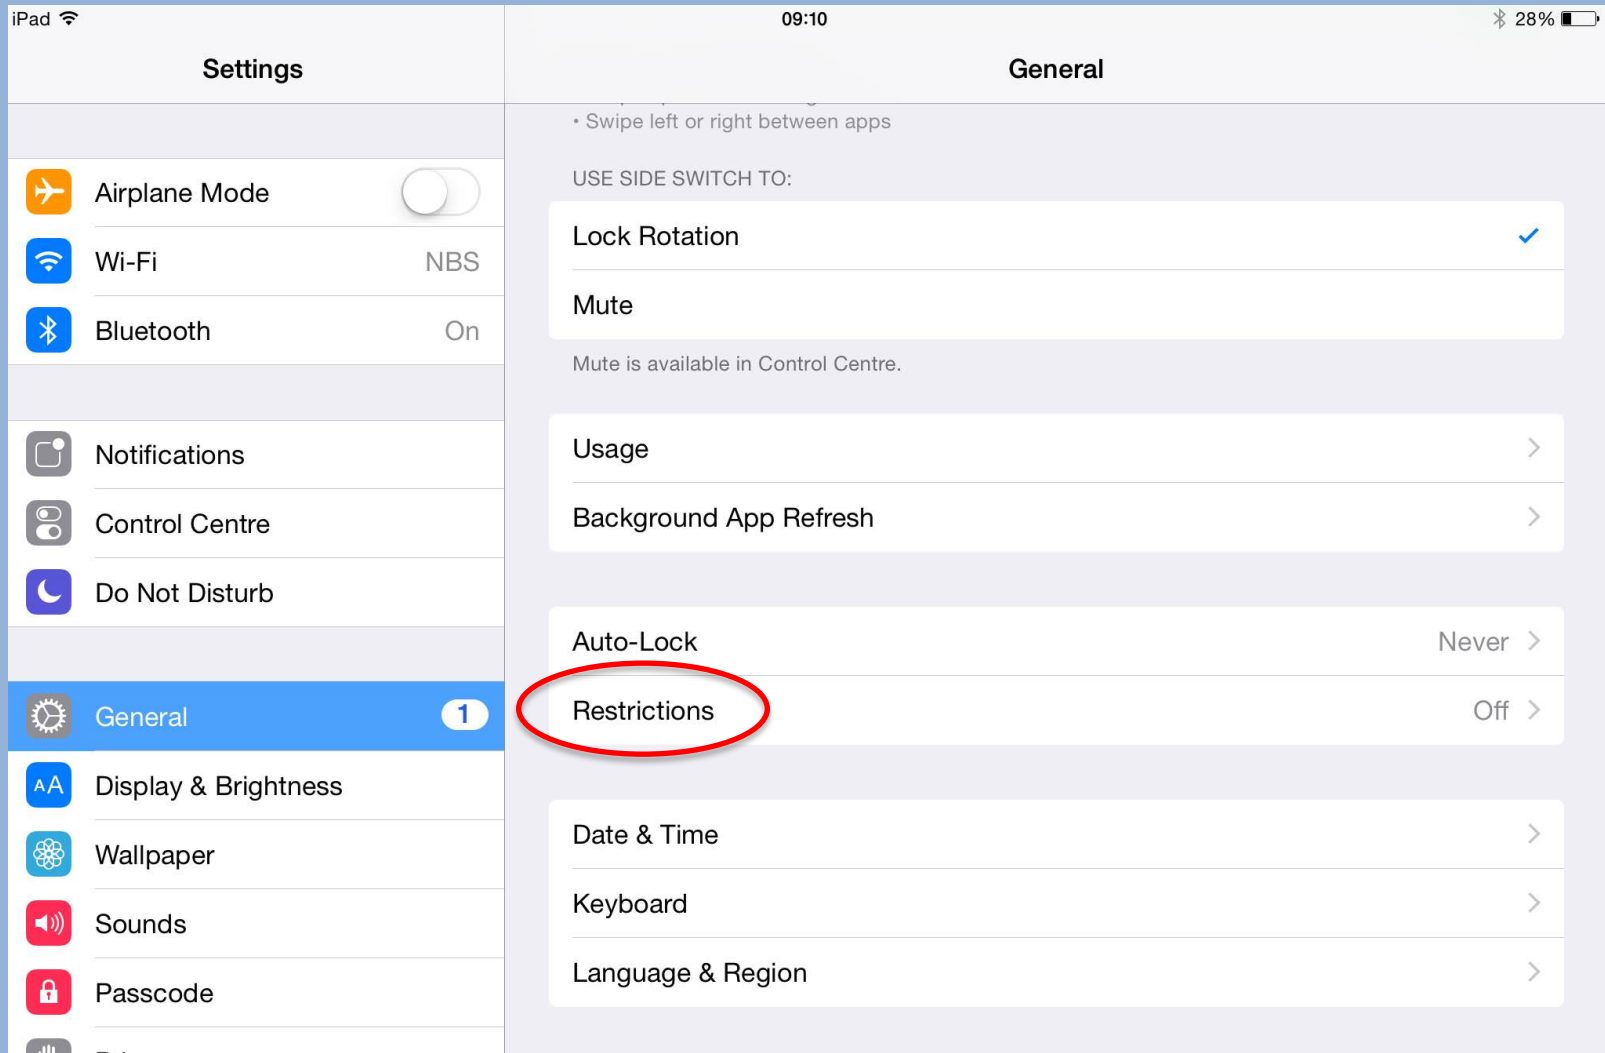 iPad
09:10
28%
Settings
General
Airplane Mode
Wi-Fi NBS
Bluetooth On
Notifications
Control Centre
Do Not Disturb
General 1
AA Display & Brightness
Wallpaper
Sounds
Passcode
• Swipe left or right between apps
USE SIDE SWITCH TO:
Lock Rotation
Mute
Mute is available in Control Centre.
Usage
Background App Refresh
Auto-Lock Never
Restrictions Off
Date & Time
Keyboard
Language & Region